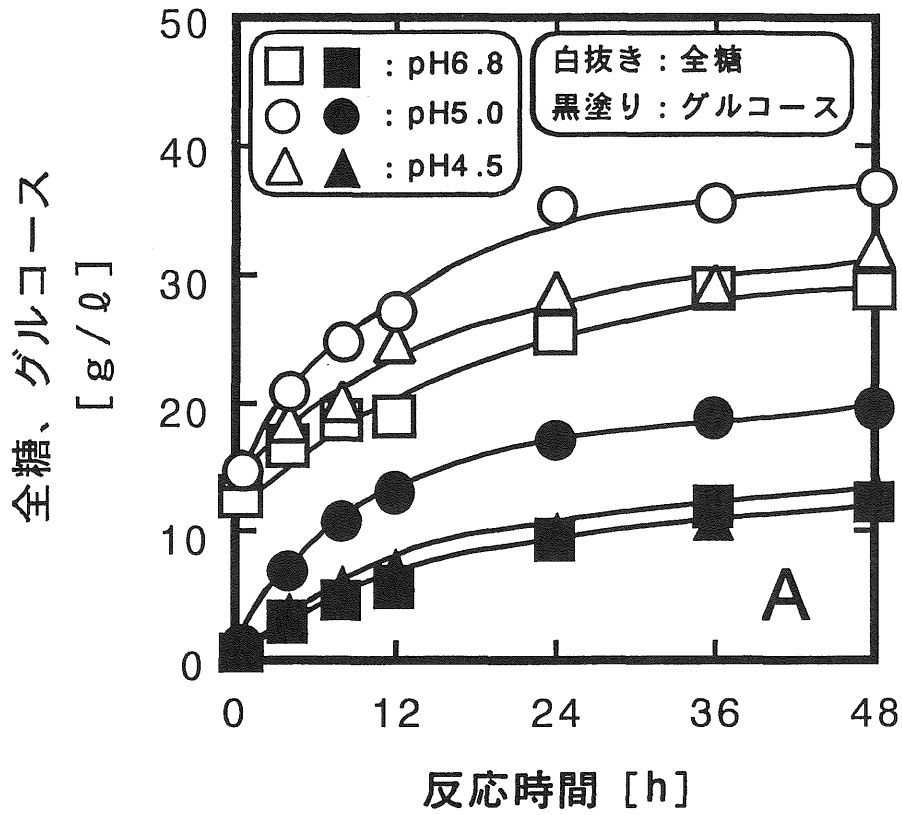 50
40
30
20
10
0
0 12 24 36 48
: pH6.8
: pH5.0
: pH4.5
白抜き：全糖
黒塗り：グルコース
A
全糖、グルコース
[g/ℓ]
反応時間 [h]